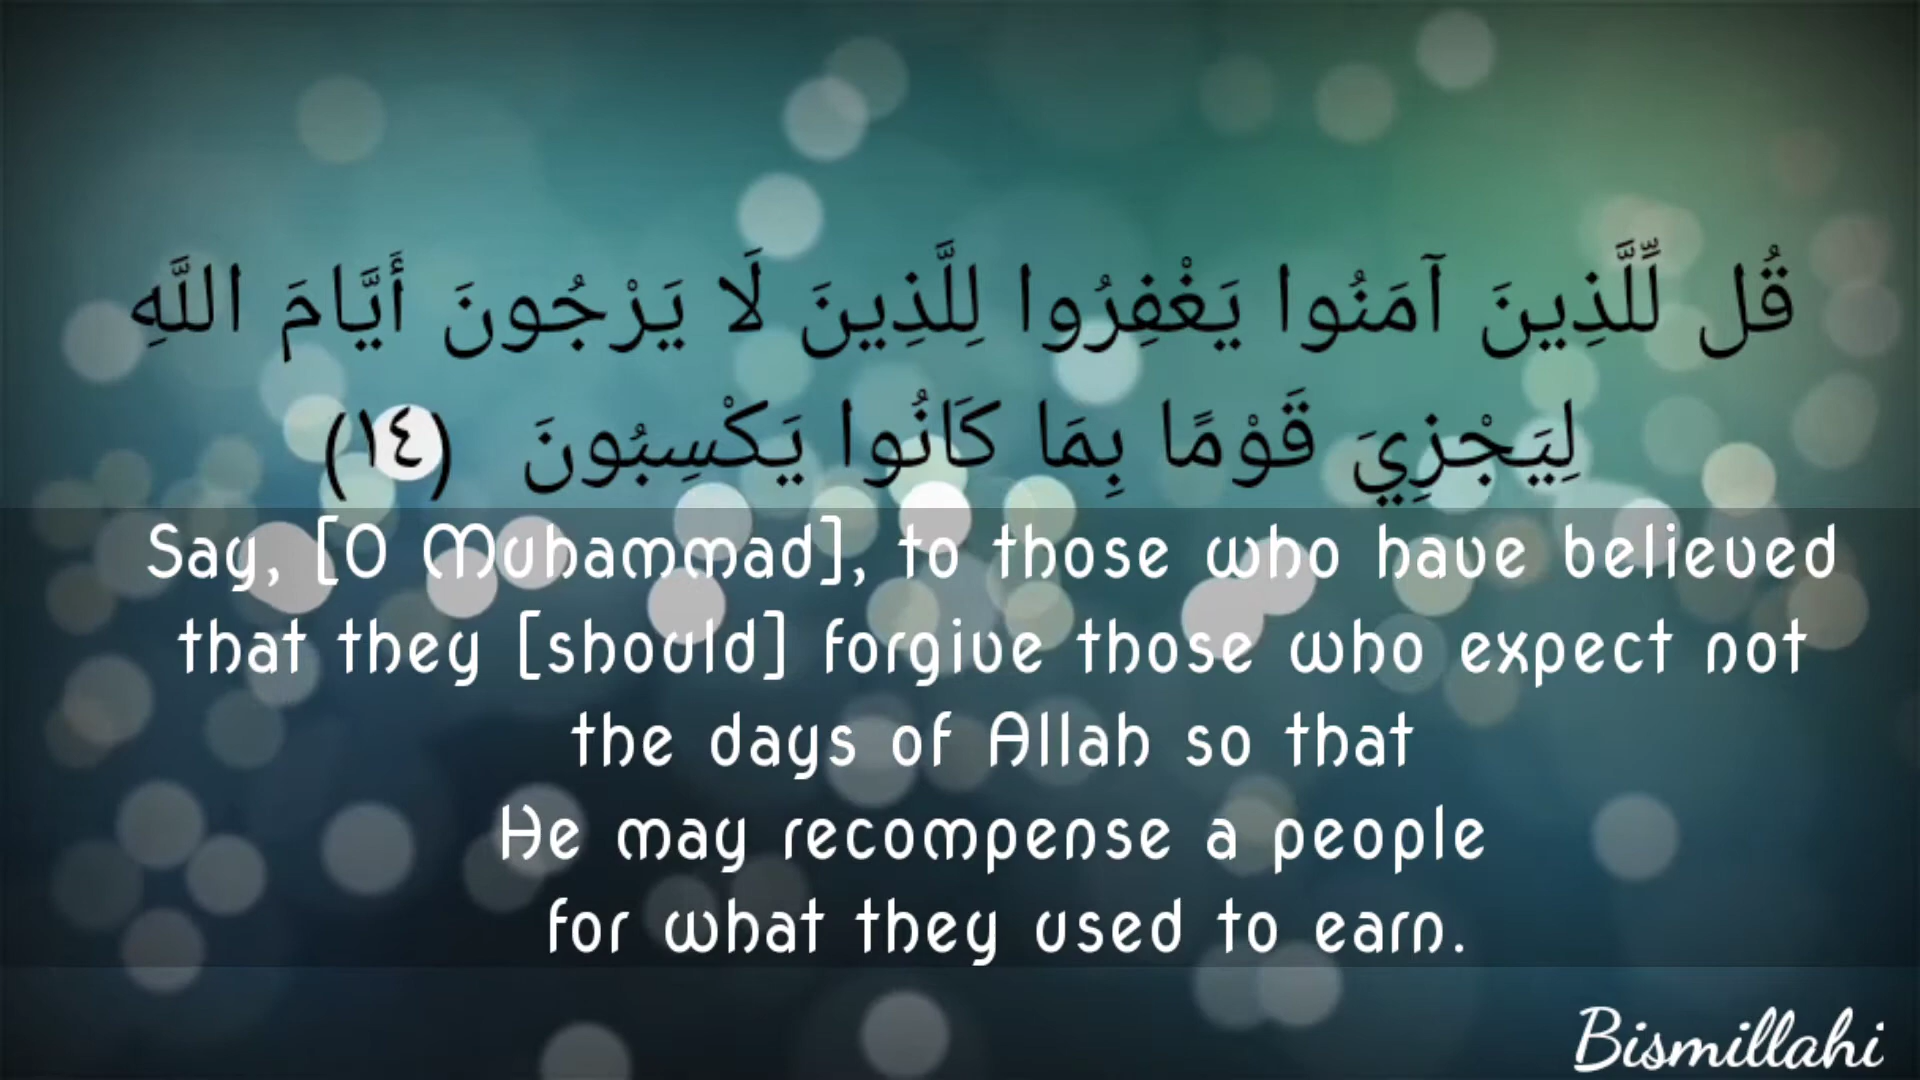 قُل لِّلَّذِينَ آمَنُوا يَغْفِرُوا لِلَّذِينَ لَا يَرْجُونَ أَيَّامَ اللَّهِ
لِيَجْزِيَ قَوْمًا بِمَا كَانُوا يَكْسِبُونَ (١٤)
Say, [O Muhammad], to those who have believed
that they [should] forgive those who expect not
the days of Allah so that
He may recompense a people
for what they used to earn.
Bismillahi